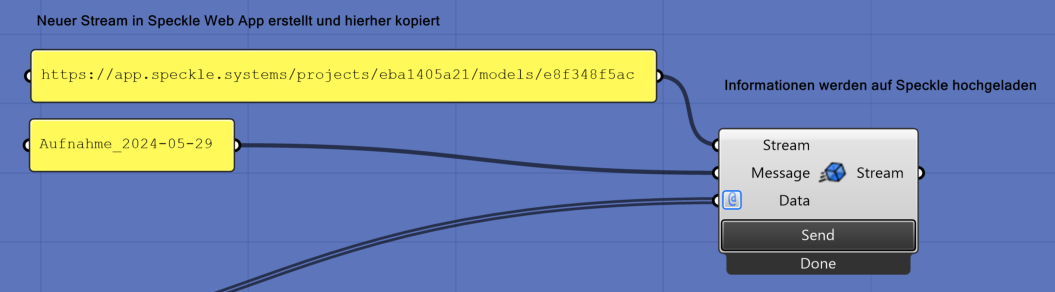 Neuer Stream in Speckle Web App erstellt und hierher kopiert
https://app.speckle.systems/projects/eba1405a21/models/e8f348f5ac
Informationen werden auf Speckle hochgeladen
Aufnahme_2024-05-29
Stream
Message Stream
Data
Send
Done